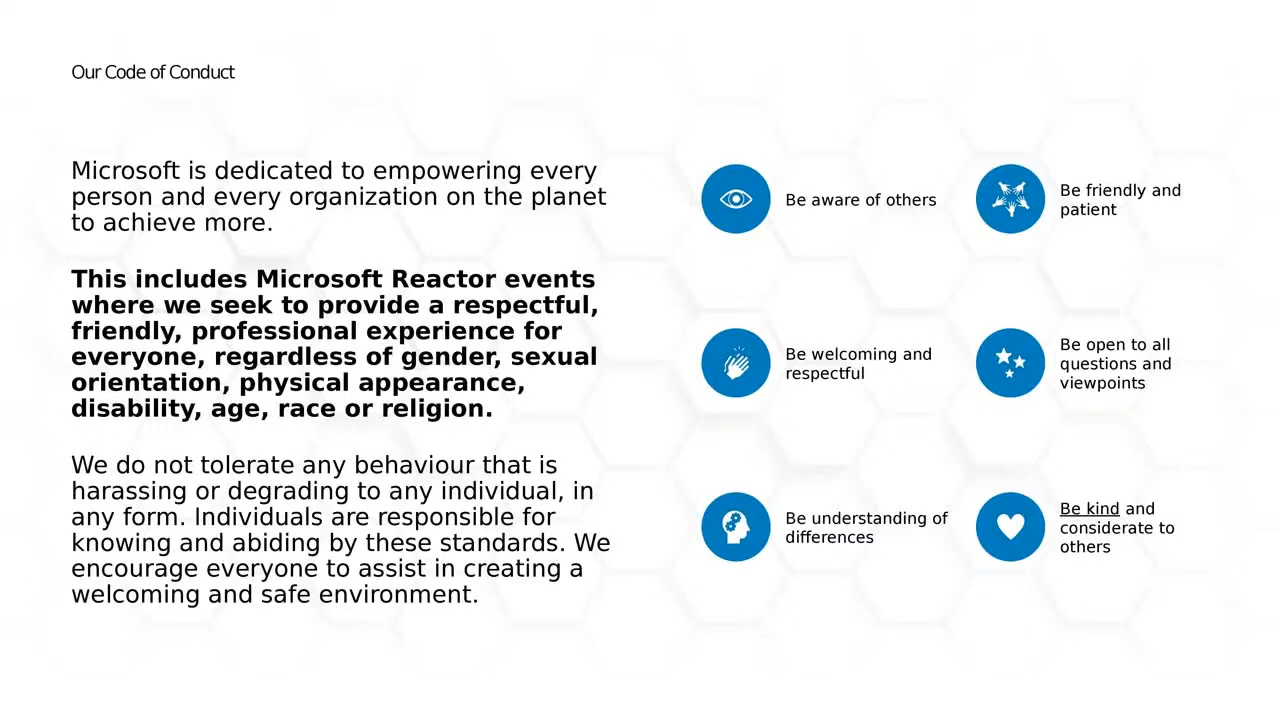 Our Code of Conduct
Microsoft is dedicated to empowering every
person and every organization on the planet
to achieve more.
This includes Microsoft Reactor events
where we seek to provide a respectful,
friendly, professional experience for
everyone, regardless of gender, sexual
orientation, physical appearance,
disability, age, race or religion.
We do not tolerate any behaviour that is
harassing or degrading to any individual, in
any form. Individuals are responsible for
knowing and abiding by these standards. We
encourage everyone to assist in creating a
welcoming and safe environment.
Be aware of others
Be friendly and
patient
Be welcoming and
respectful
Be open to all
questions and
viewpoints
Be understanding of
differences
Be kind and
considerate to
others